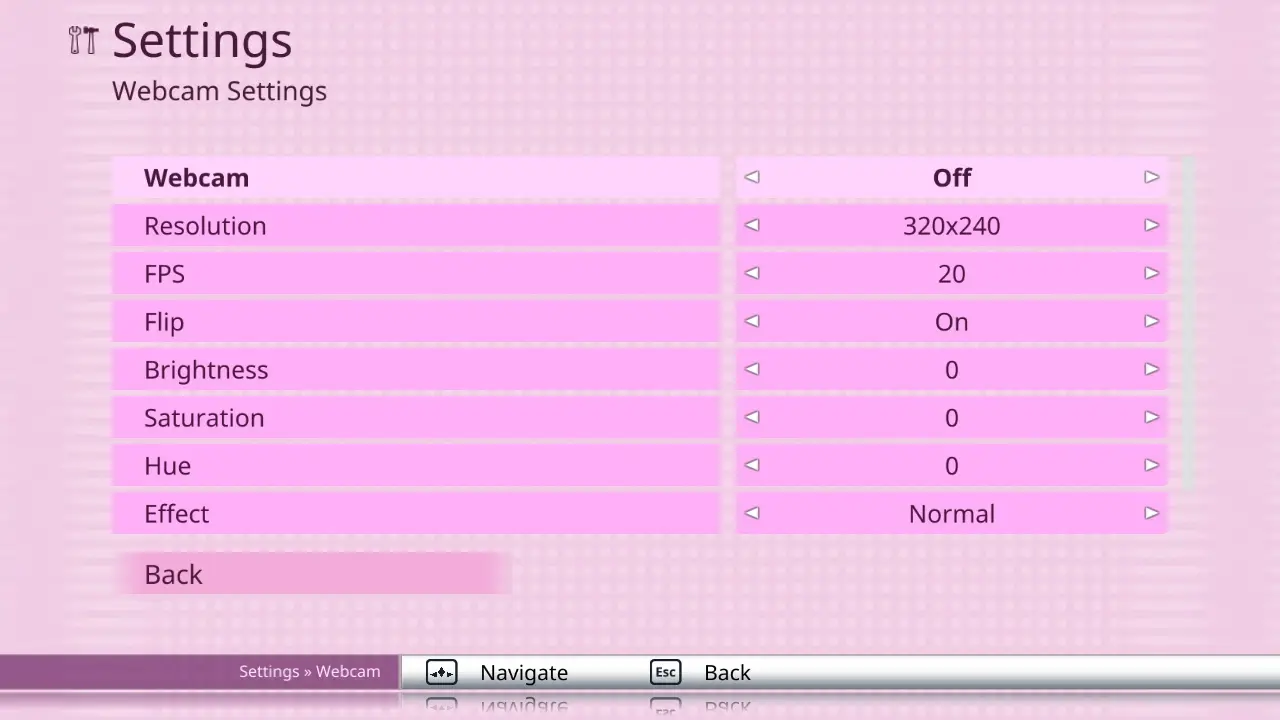 Settings
Webcam Settings
Webcam Off
Resolution 320x240
FPS 20
Flip On
Brightness 0
Saturation 0
Hue 0
Effect Normal
Back
Settings » Webcam Navigate Esc Back